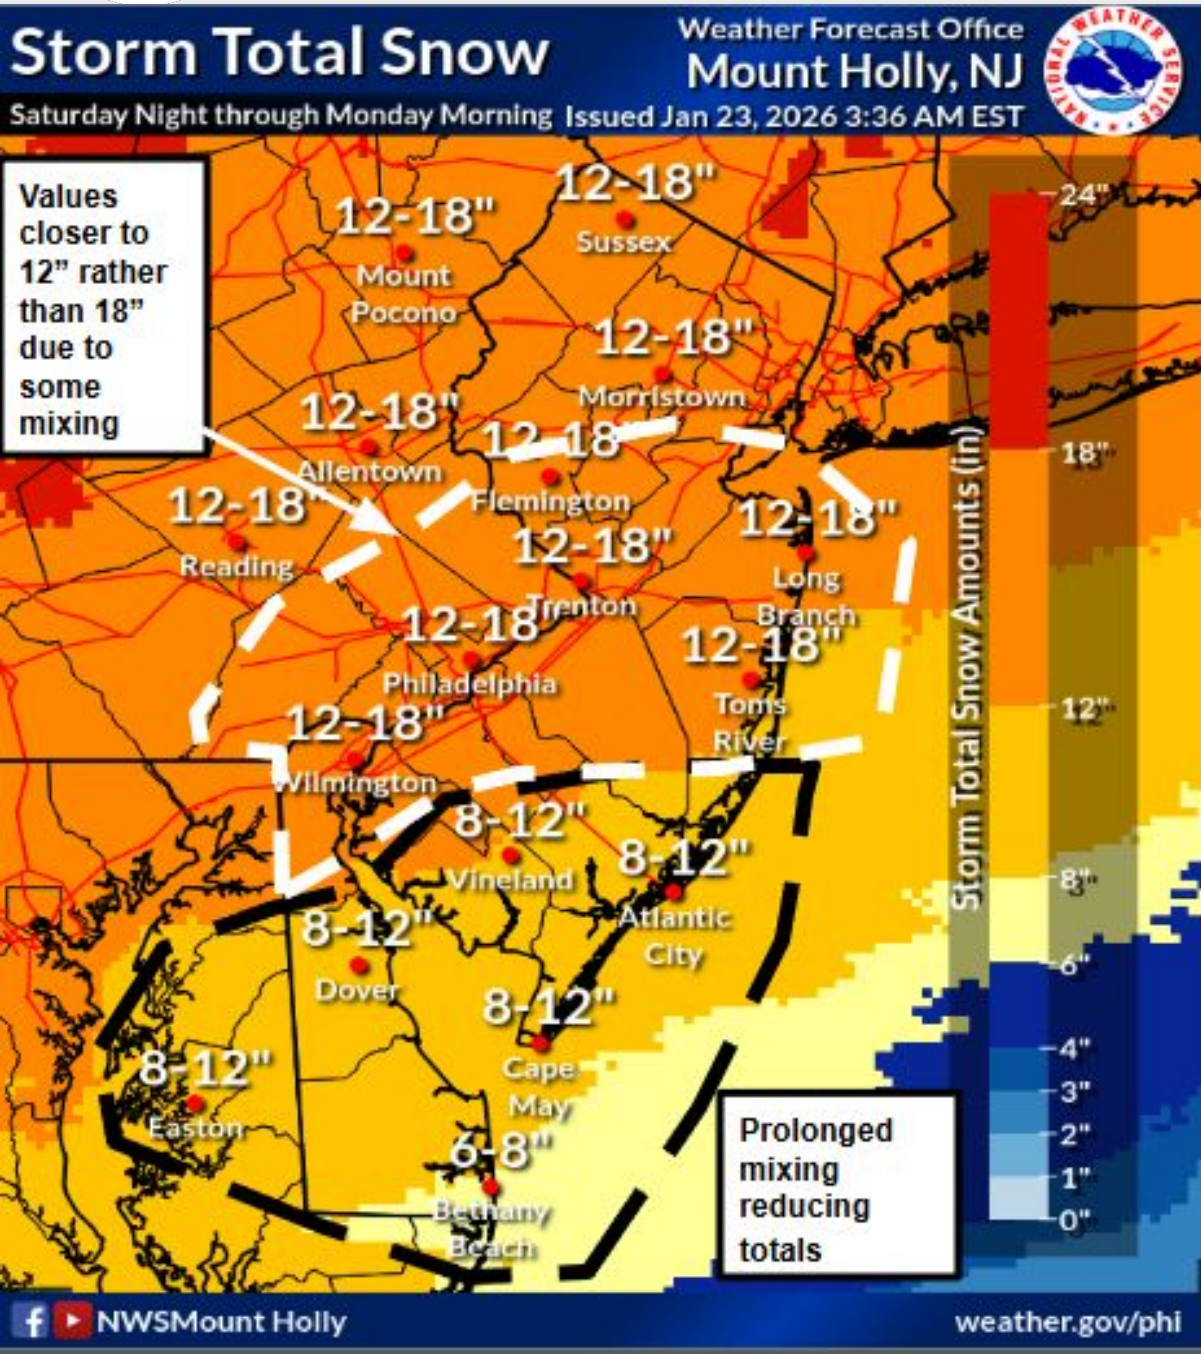 Storm Total Snow
Weather Forecast Office
Mount Holly, NJ
NATIONAL WEATHER SERVICE
Saturday Night through Monday Morning
Issued Jan 23, 2026 3:36 AM EST
Values
closer to
12” rather
than 18”
due to
some
mixing
12-18"
Sussex
12-18"
Mount
Pocono
12-18"
Morristown
12-18"
Allentown
12-18"
Flemington
12-18"
Reading
12-18"
Long
Branch
12-18"
Trenton
12-18"
Philadelphia
12-18"
Toms
River
12-18"
Wilmington
8-12"
Vineland
8-12"
Atlantic
City
8-12"
Dover
8-12"
Cape
May
8-12"
Easton
6-8"
Bethany
Beach
Storm Total Snow Amounts (in)
24"
18"
12"
8"
6"
4"
3"
2"
1"
0"
Prolonged
mixing
reducing
totals
NWSMount Holly
weather.gov/phi